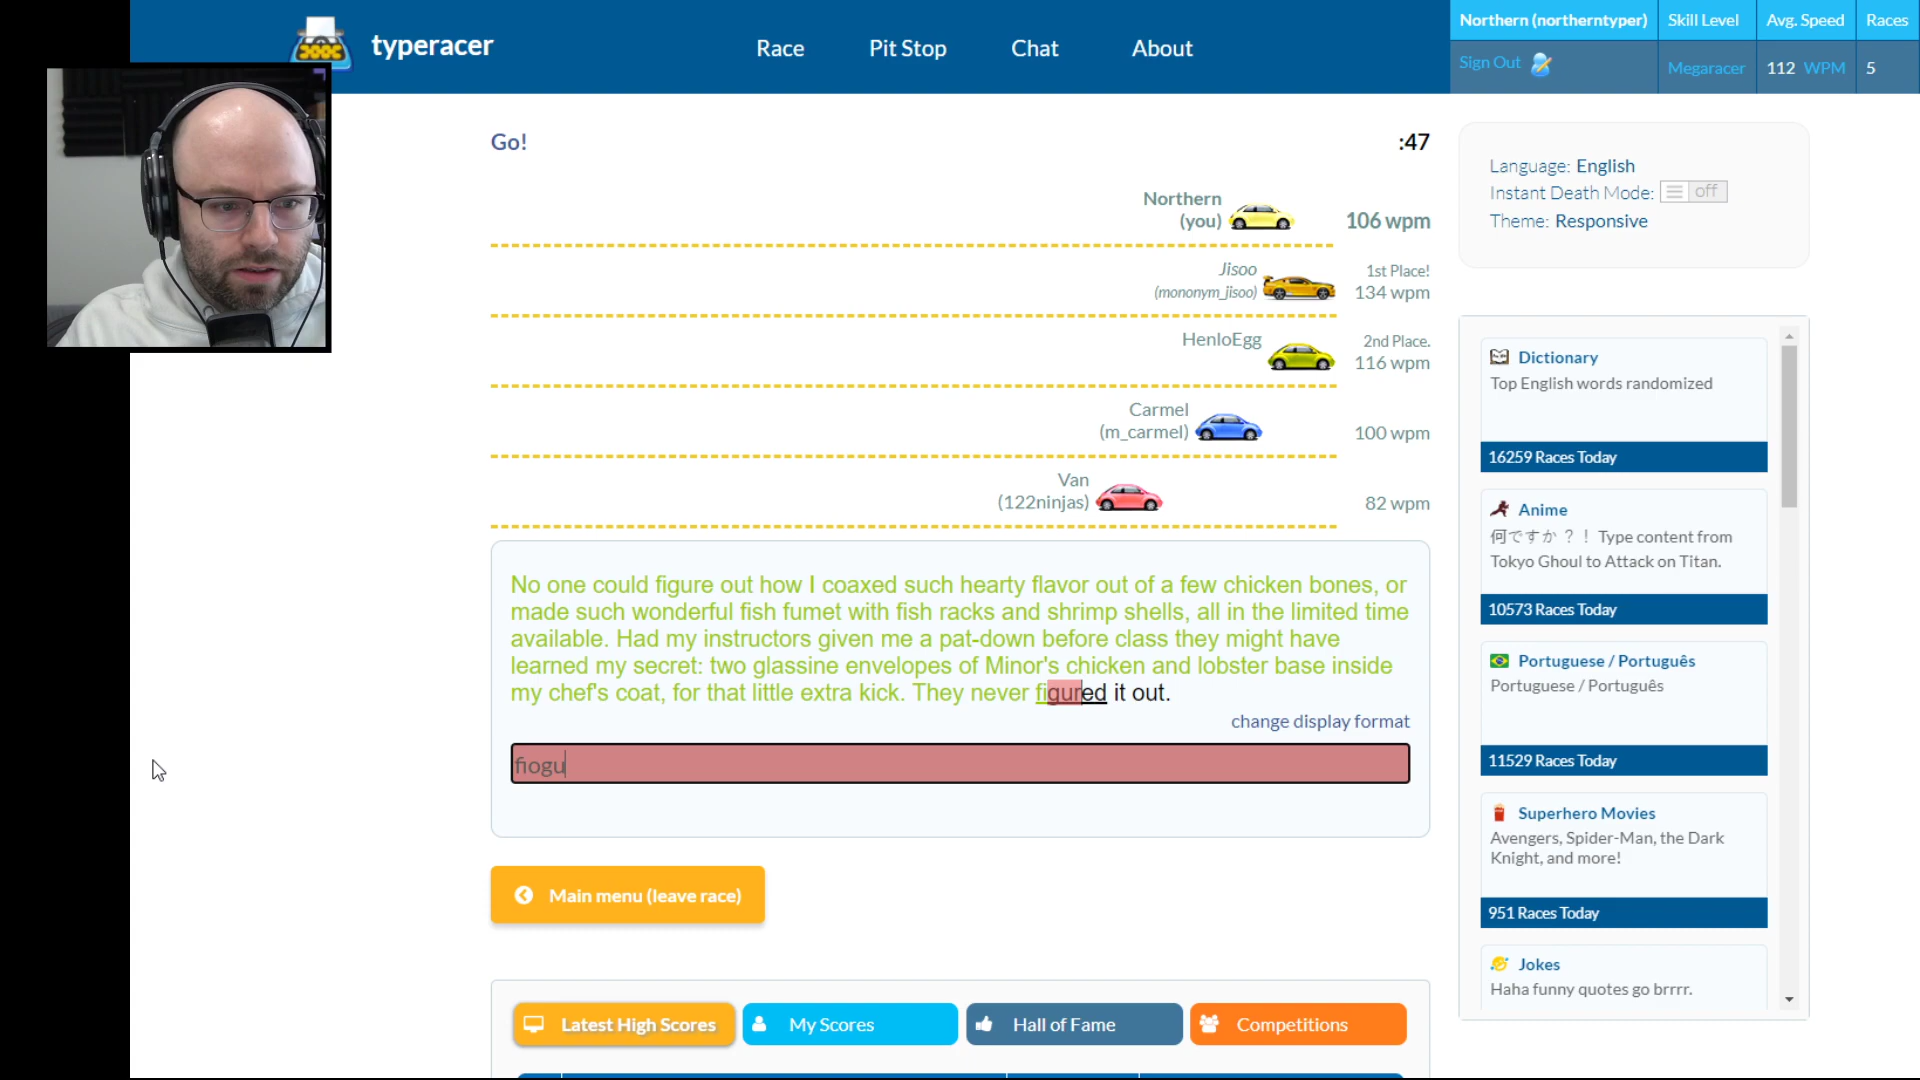 typeracer
Race
Pit Stop
Chat
About
Northern (northerntyper)
Skill Level
Avg. Speed
Races
Sign Out
Megaracer
112 WPM
5
Go!
:47
Northern
(you)
106 wpm
Jisoo
(mononym_jisoo)
1st Place!
134 wpm
HenloEgg
2nd Place.
116 wpm
Carmel
(m_carmel)
100 wpm
Van
(122ninjas)
82 wpm
No one could figure out how I coaxed such hearty flavor out of a few chicken bones, or
made such wonderful fish fumet with fish racks and shrimp shells, all in the limited time
available. Had my instructors given me a pat-down before class they might have
learned my secret: two glassine envelopes of Minor's chicken and lobster base inside
my chef's coat, for that little extra kick. They never figured it out.
change display format
fiogu
Main menu (leave race)
Latest High Scores
My Scores
Hall of Fame
Competitions
Language: English
Instant Death Mode: off
Theme: Responsive
Dictionary
Top English words randomized
16259 Races Today
Anime
何ですか？！ Type content from
Tokyo Ghoul to Attack on Titan.
10573 Races Today
Portuguese / Português
Portuguese / Português
11529 Races Today
Superhero Movies
Avengers, Spider-Man, the Dark
Knight, and more!
951 Races Today
Jokes
Haha funny quotes go brrrr.